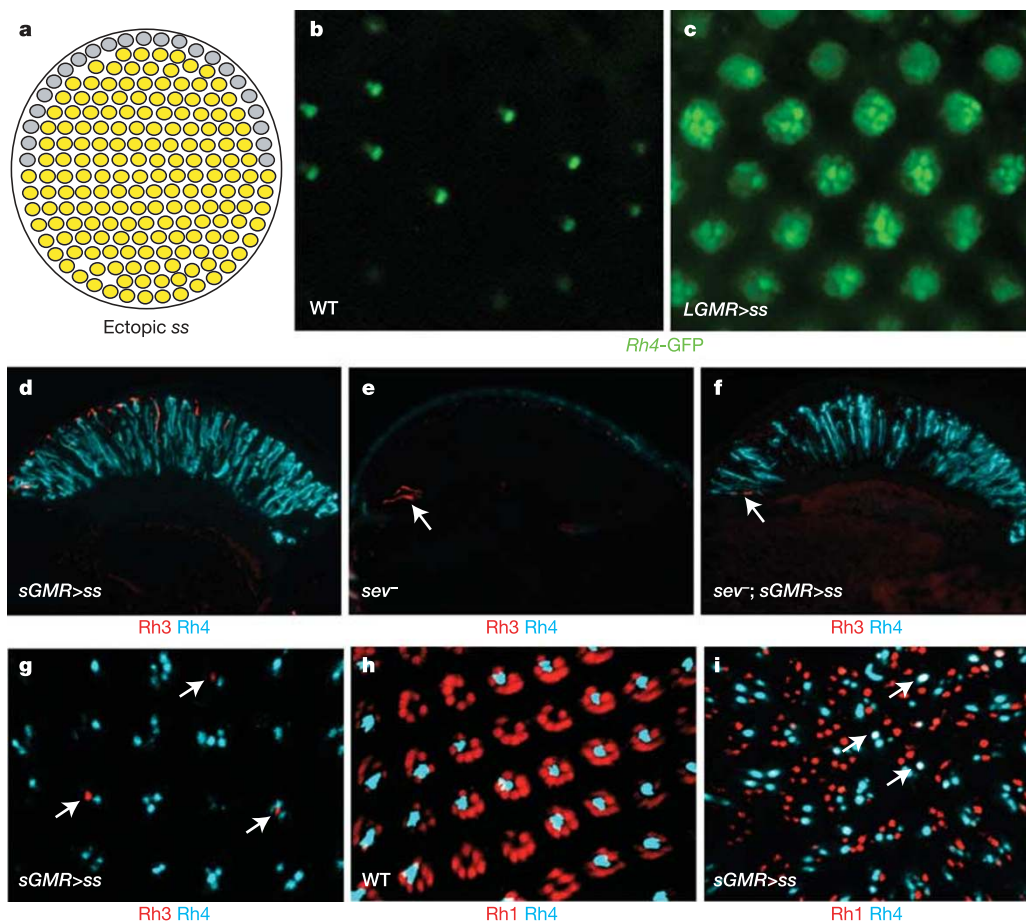 a
Ectopic ss
b
WT
c
LGMR>ss
Rh4-GFP
d
sGMR>ss
Rh3 Rh4
e
sev⁻
Rh3 Rh4
f
sev⁻; sGMR>ss
Rh3 Rh4
g
sGMR>ss
Rh3 Rh4
h
WT
Rh1 Rh4
i
sGMR>ss
Rh1 Rh4